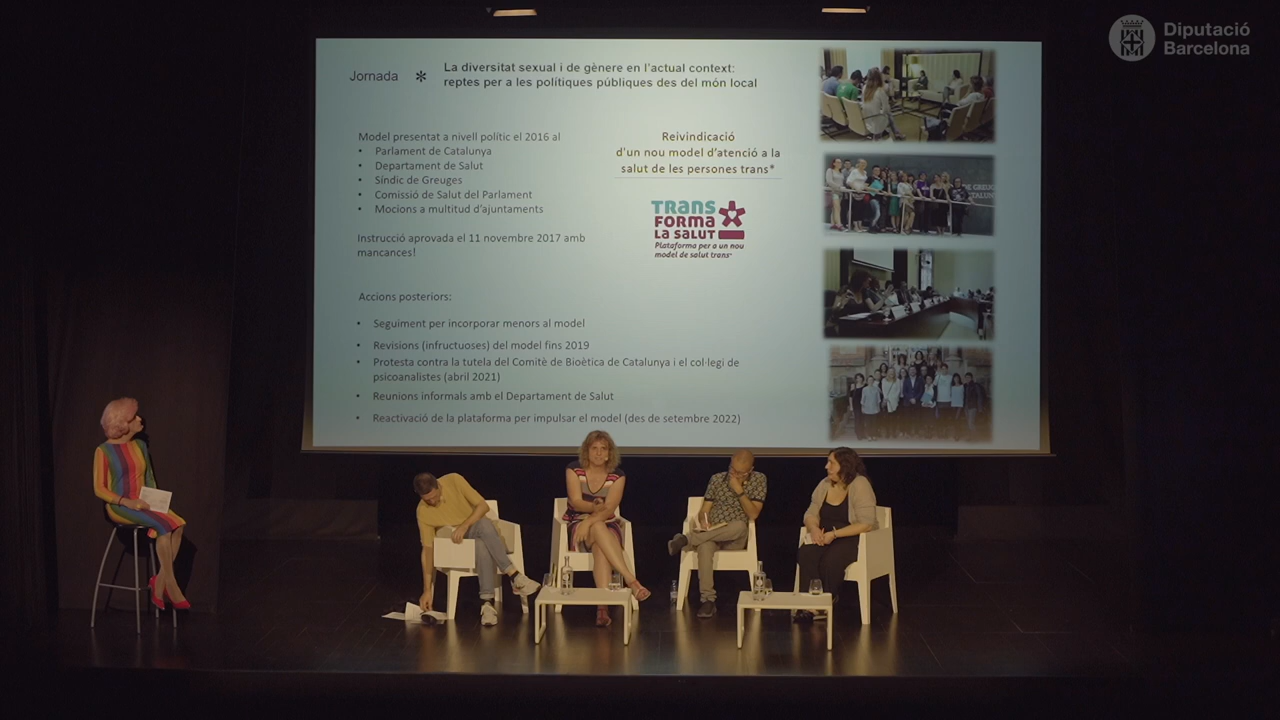 Diputació
Barcelona
Jornada * La diversitat sexual i de gènere en l'actual context:
reptes per a les polítiques públiques des del món local
Model presentat a nivell polític el 2016 al
• Parlament de Catalunya
• Departament de Salut
• Síndic de Greuges
• Comissió de Salut del Parlament
• Mocions a multitud d'ajuntaments
Instrucció aprovada el 11 novembre 2017 amb
mancances!
Accions posteriors:
• Seguiment per incorporar menors al model
• Revisions (infructuoses) del model fins 2019
• Protesta contra la tutela del Comitè de Bioètica de Catalunya i el col·legi de
psicoanalistes (abril 2021)
• Reunions informals amb el Departament de Salut
• Reactivació de la plataforma per impulsar el model (des de setembre 2022)
Reivindicació
d'un nou model d'atenció a la
salut de les persones trans*
TRANS
FORMA
LA SALUT
Plataforma per a un nou
model de salut trans*